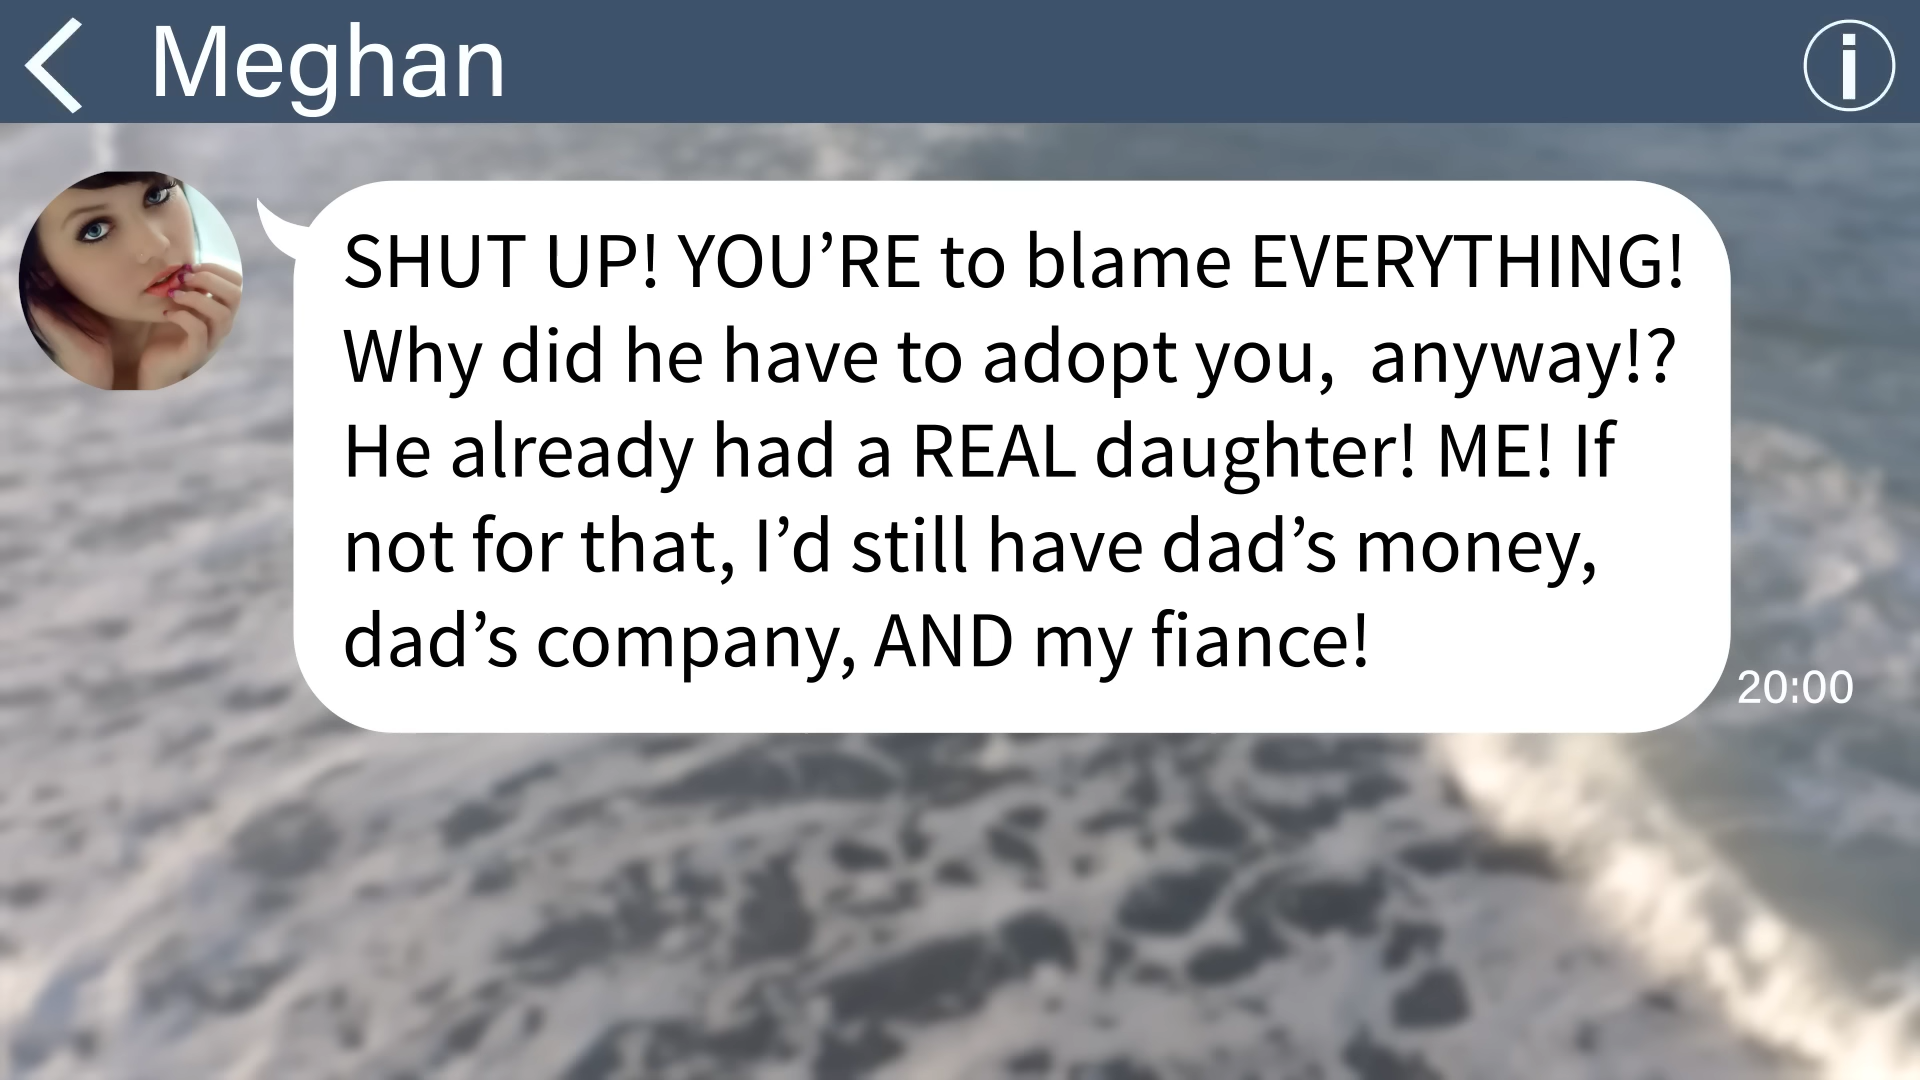 Meghan
SHUT UP! YOU’RE to blame EVERYTHING!
Why did he have to adopt you,  anyway!?
He already had a REAL daughter! ME! If
not for that, I’d still have dad’s money,
dad’s company, AND my fiance!
20:00